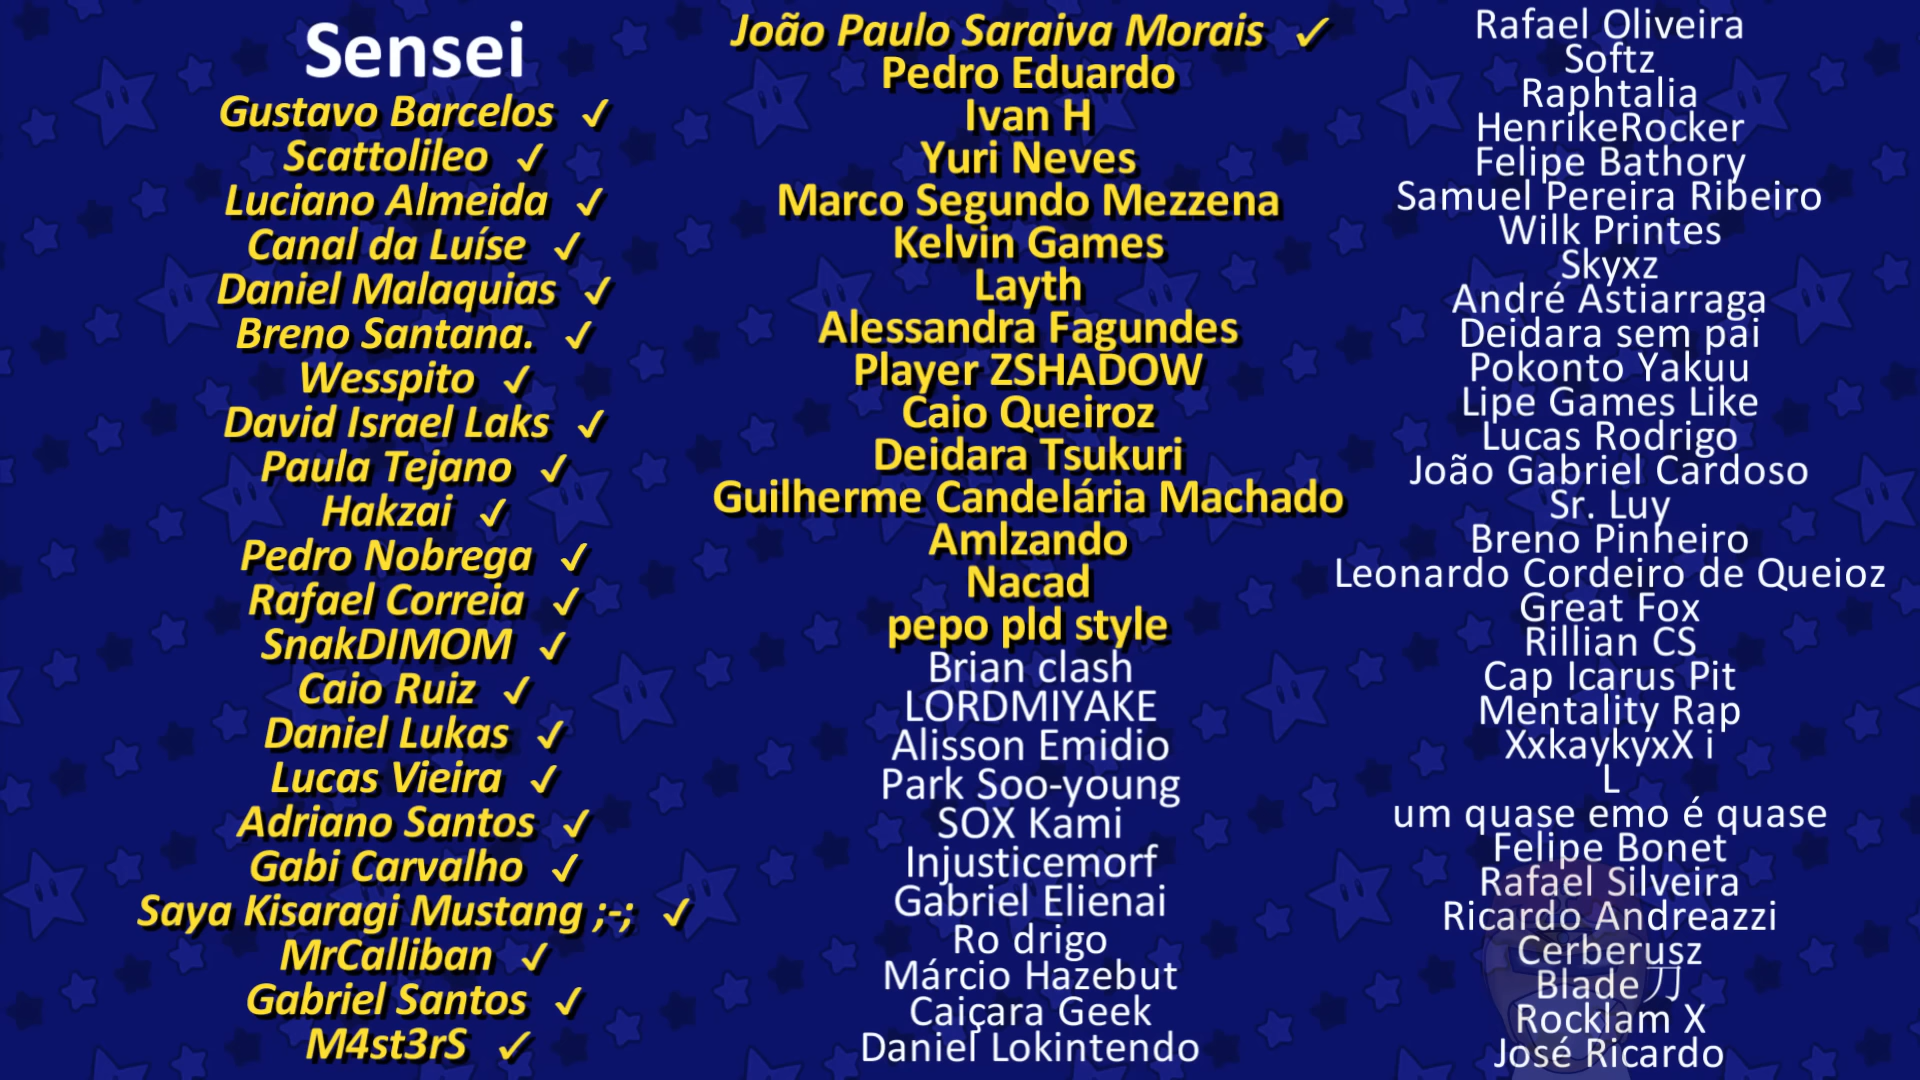 Sensei
Gustavo Barcelos ✓
Scattolileo ✓
Luciano Almeida ✓
Canal da Luíse ✓
Daniel Malaquias ✓
Breno Santana. ✓
Wesspito ✓
David Israel Laks ✓
Paula Tejano ✓
Hakzai ✓
Pedro Nobrega ✓
Rafael Correia ✓
SnakDIMOM ✓
Caio Ruiz ✓
Daniel Lukas ✓
Lucas Vieira ✓
Adriano Santos ✓
Gabi Carvalho ✓
Saya Kisaragi Mustang ;-; ✓
MrCalliban ✓
Gabriel Santos ✓
M4st3rS ✓
João Paulo Saraiva Morais ✓
Pedro Eduardo
Ivan H
Yuri Neves
Marco Segundo Mezzena
Kelvin Games
Layth
Alessandra Fagundes
Player ZSHADOW
Caio Queiroz
Deidara Tsukuri
Guilherme Candelária Machado
Amlzando
Nacad
pepo pld style
Brian clash
LORDMIYAKE
Alisson Emidio
Park Soo-young
SOX Kami
Injusticemorf
Gabriel Elienai
Ro drigo
Márcio Hazebut
Caiçara Geek
Daniel Lokintendo
Rafael Oliveira
Softz
Raphtalia
HenrikeRocker
Felipe Bathory
Samuel Pereira Ribeiro
Wilk Printes
Skyxz
André Astiarraga
Deidara sem pai
Pokonto Yakuu
Lipe Games Like
Lucas Rodrigo
João Gabriel Cardoso
Sr. Luy
Breno Pinheiro
Leonardo Cordeiro de Queioz
Great Fox
Rillian CS
Cap Icarus Pit
Mentality Rap
XxkaykyxX i
L
um quase emo é quase
Felipe Bonet
Rafael Silveira
Ricardo Andreazzi
Cerberusz
Blade刀
Rocklam X
José Ricardo